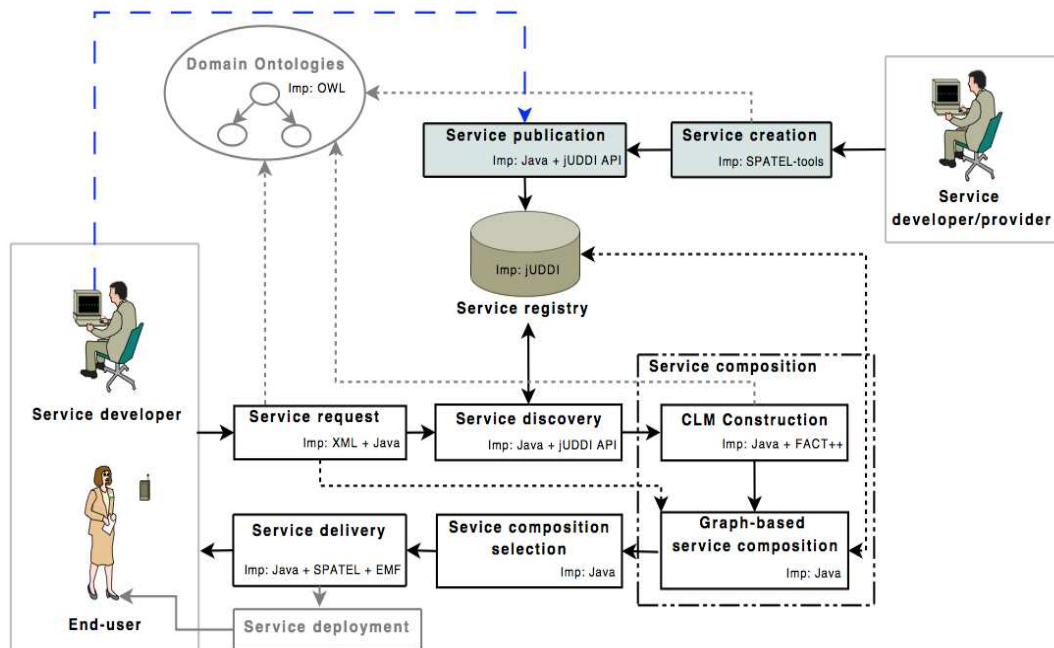 Domain Ontologies
Imp: OWL
Service publication
Imp: Java + jUDDI API
Service creation
Imp: SPATEL-tools
Service
developer/provider
Imp: jUDDI
Service registry
Service composition
Service developer
Service request
Imp: XML + Java
Service discovery
Imp: Java + jUDDI API
CLM Construction
Imp: Java + FACT++
Service delivery
Imp: Java + SPATEL + EMF
Sevice composition
selection
Imp: Java
Graph-based
service composition
Imp: Java
End-user
Service deployment